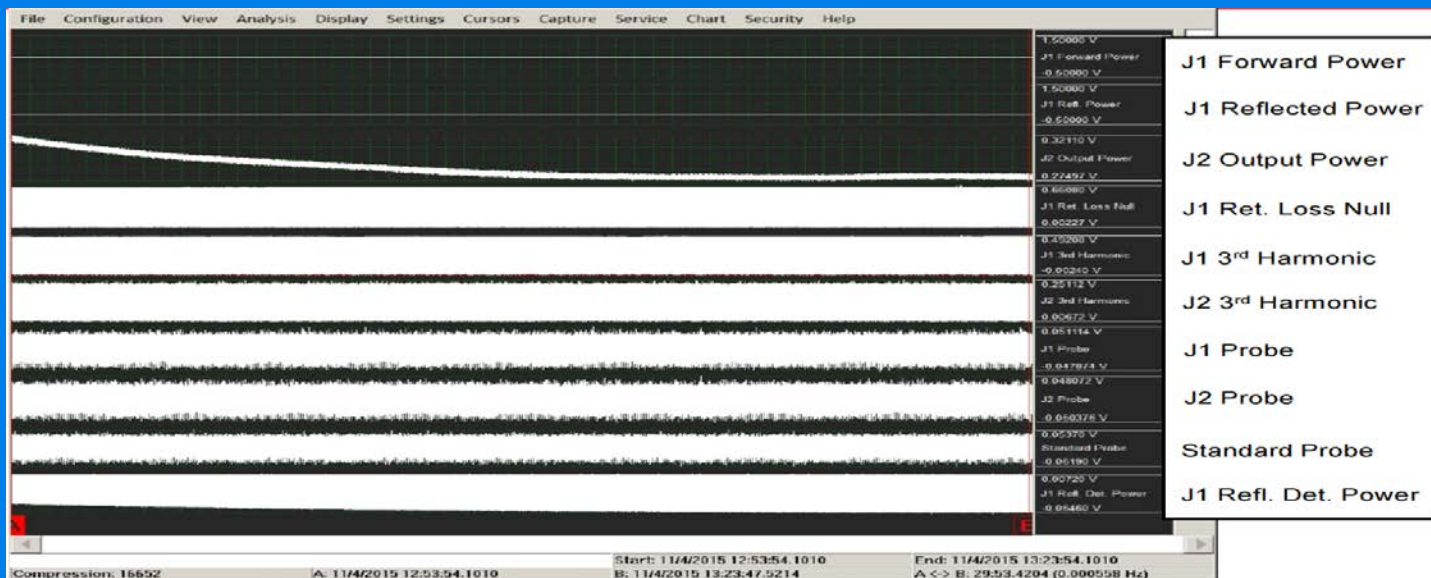 File Configuration View Analysis Display Settings Cursors Capture Service Chart Security Help
1.50000 V
J1 Forward Power
-0.50000 V
1.50000 V
J1 Refl. Power
-0.50000 V
0.32110 V
J2 Output Power
0.27497 V
0.66080 V
J1 Ret. Loss Null
0.00227 V
0.49200 V
J1 3rd Harmonic
-0.00240 V
0.25112 V
J2 3rd Harmonic
0.00672 V
0.051114 V
J1 Probe
-0.047874 V
0.048072 V
J2 Probe
-0.050376 V
0.05370 V
Standard Probe
-0.06190 V
0.00720 V
J1 Refl. Det. Power
-0.05460 V
J1 Forward Power
J1 Reflected Power
J2 Output Power
J1 Ret. Loss Null
J1 3rd Harmonic
J2 3rd Harmonic
J1 Probe
J2 Probe
Standard Probe
J1 Refl. Det. Power
Start: 11/4/2015 12:53:54.1010 End: 11/4/2015 13:23:54.1010
Compression: 16652 A: 11/4/2015 12:53:54.1010 B: 11/4/2015 13:23:47.5214 A <-> B: 29:53.4204 (0.000558 Hz)